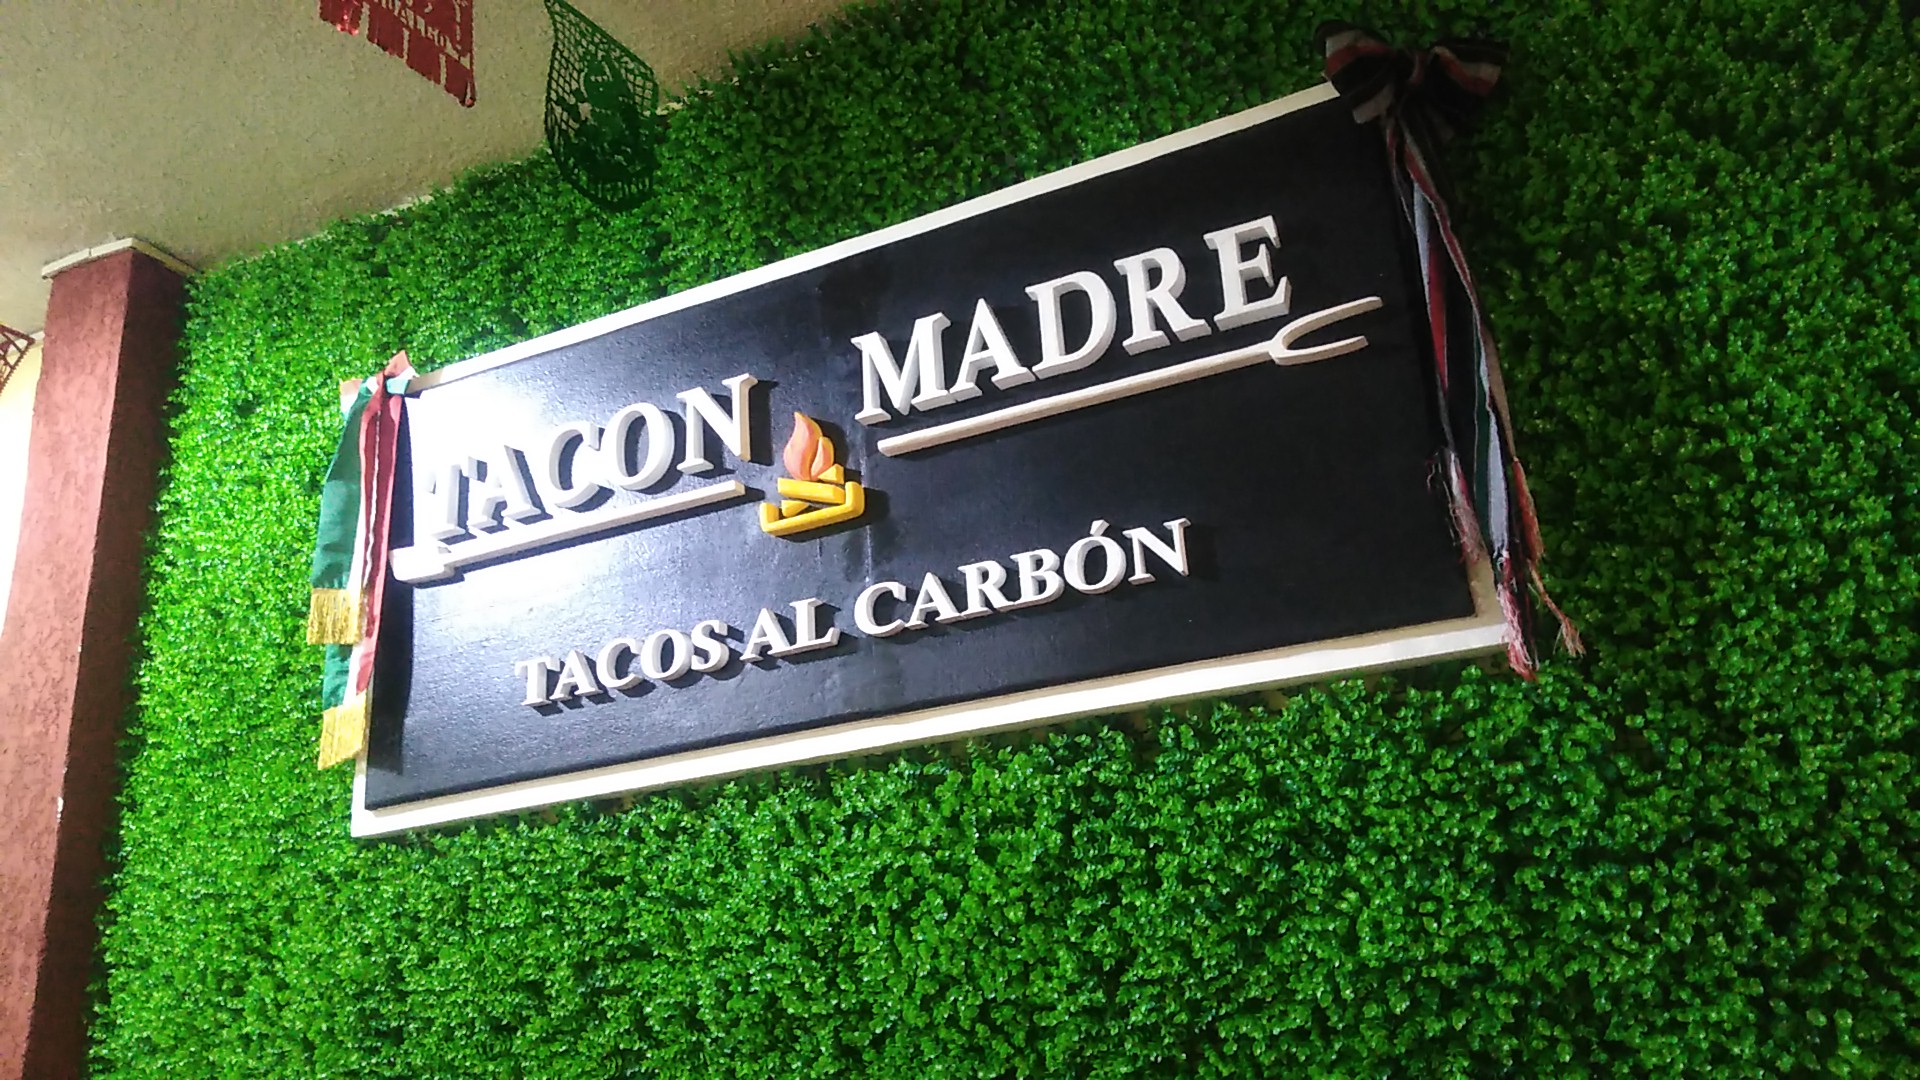 TACON MADRE
TACOS AL CARBÓN